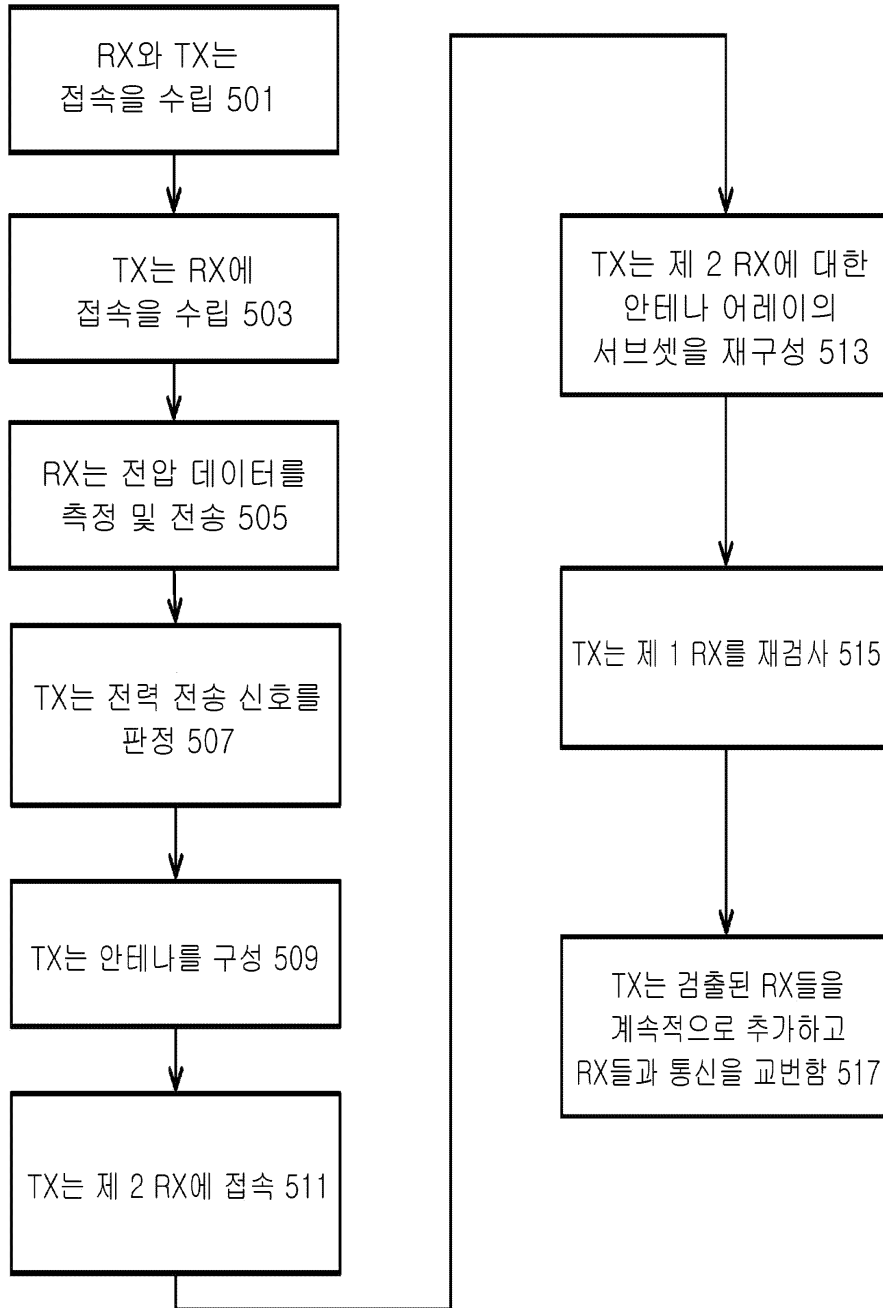 RX와 TX는
접속을 수립 501
TX는 RX에
접속을 수립 503
RX는 전압 데이터를
측정 및 전송 505
TX는 전력 전송 신호를
판정 507
TX는 안테나를 구성 509
TX는 제 2 RX에 접속 511
TX는 제 2 RX에 대한
안테나 어레이의
서브셋을 재구성 513
TX는 제 1 RX를 재검사 515
TX는 검출된 RX들을
계속적으로 추가하고
RX들과 통신을 교번함 517